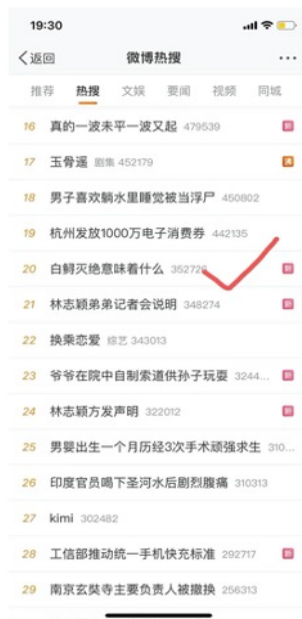 19:30
返回 微博热搜
推荐 热搜 文娱 要闻 视频 同城
16 真的一波未平一波又起 479539 新
17 玉骨遥 剧集 452179 沸
18 男子喜欢躺水里睡觉被当浮尸 450802
19 杭州发放1000万电子消费券 442135
20 白鲟灭绝意味着什么 352728 新
21 林志颖弟弟记者会说明 348274 新
22 换乘恋爱 综艺 343013
23 爷爷在院中自制索道供孙子玩耍 3244... 新
24 林志颖方发声明 322012 新
25 男婴出生一个月历经3次手术顽强求生 310...
26 印度官员喝下圣河水后剧烈腹痛 310313
27 kimi 302482
28 工信部推动统一手机快充标准 292717 新
29 南京玄奘寺主要负责人被撤换 256313